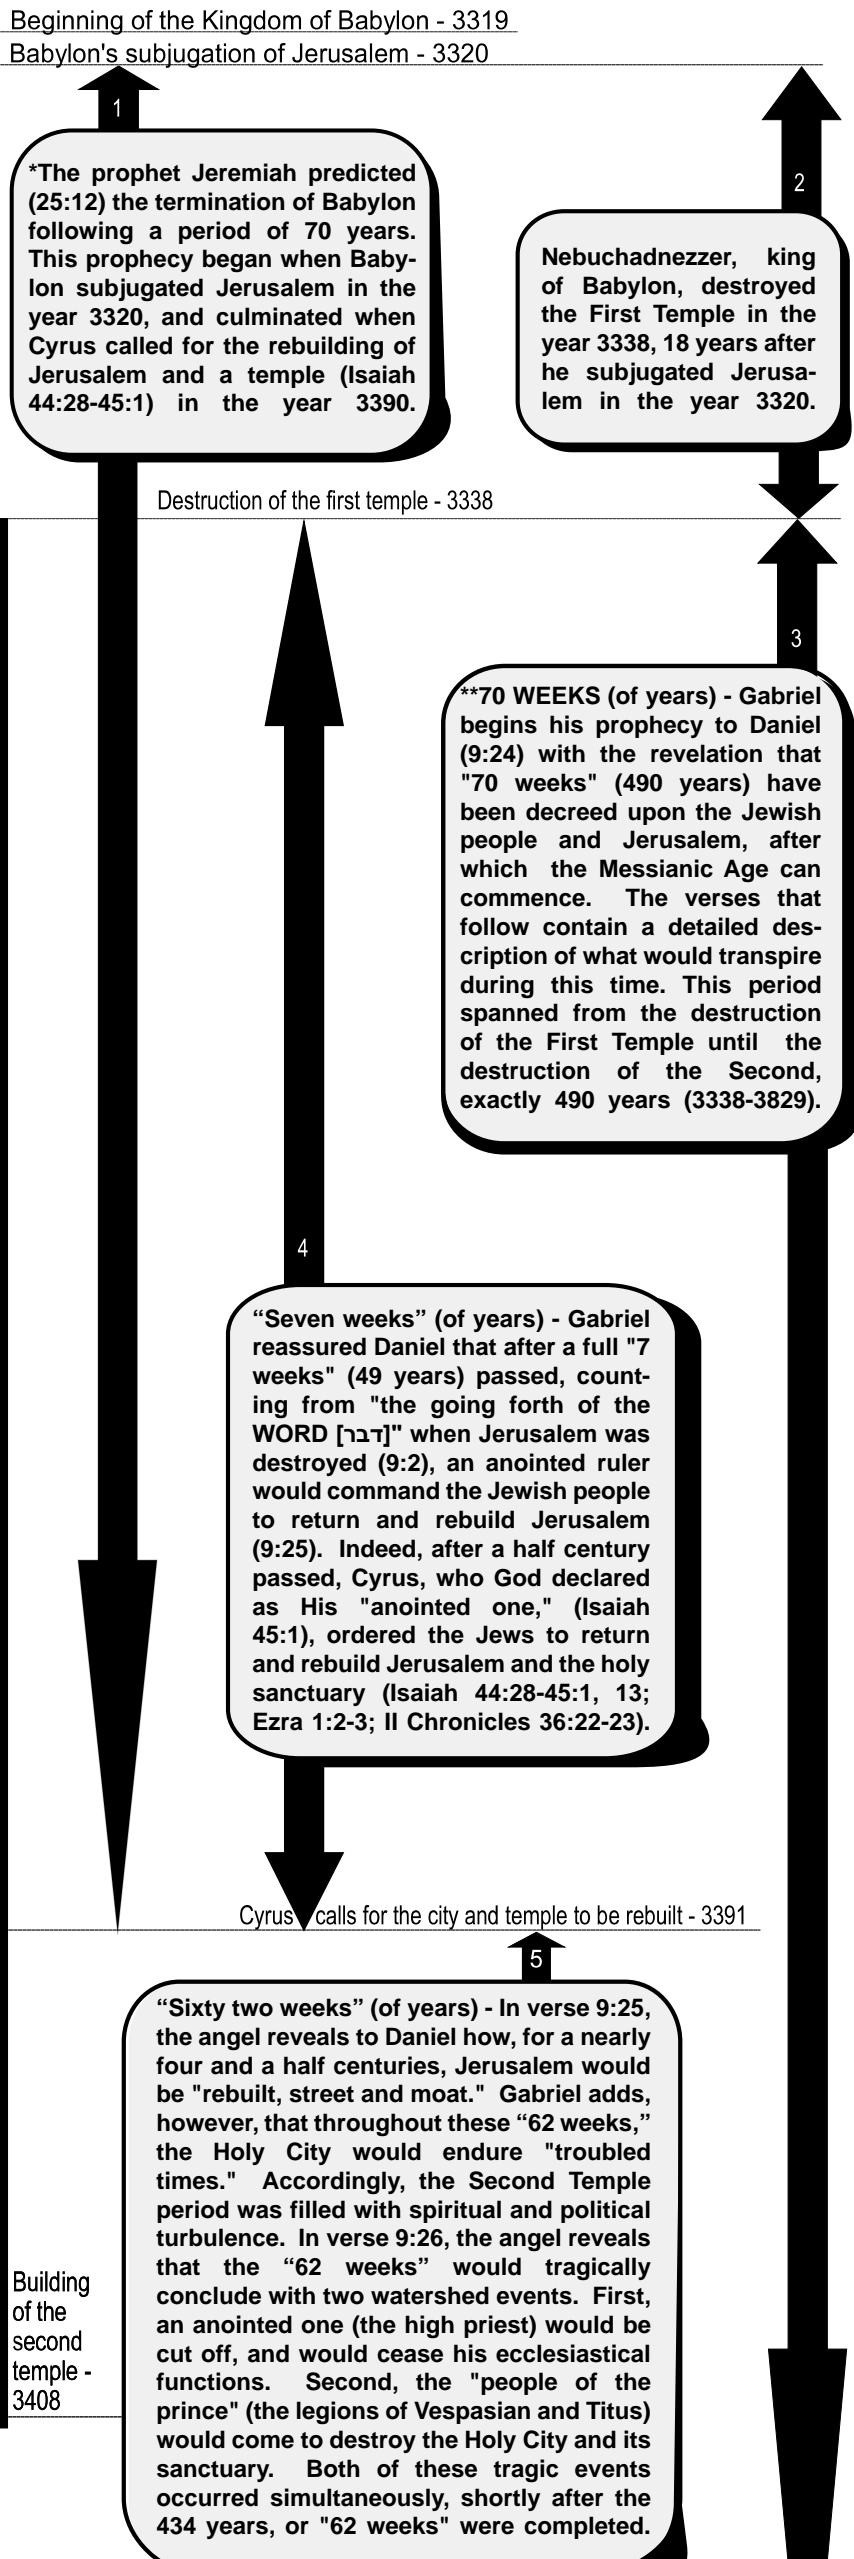 Beginning of the Kingdom of Babylon - 3319
Babylon's subjugation of Jerusalem - 3320
1
*The prophet Jeremiah predicted
(25:12) the termination of Babylon
following a period of 70 years.
This prophecy began when Baby-
lon subjugated Jerusalem in the
year 3320, and culminated when
Cyrus called for the rebuilding of
Jerusalem and a temple (Isaiah
44:28-45:1) in the year 3390.
2
Nebuchadnezzer, king
of Babylon, destroyed
the First Temple in the
year 3338, 18 years after
he subjugated Jerusa-
lem in the year 3320.
Destruction of the first temple - 3338
3
**70 WEEKS (of years) - Gabriel
begins his prophecy to Daniel
(9:24) with the revelation that
"70 weeks" (490 years) have
been decreed upon the Jewish
people and Jerusalem, after
which the Messianic Age can
commence. The verses that
follow contain a detailed des-
cription of what would transpire
during this time. This period
spanned from the destruction
of the First Temple until the
destruction of the Second,
exactly 490 years (3338-3829).
4
“Seven weeks” (of years) - Gabriel
reassured Daniel that after a full "7
weeks" (49 years) passed, count-
ing from "the going forth of the
WORD [דבר]" when Jerusalem was
destroyed (9:2), an anointed ruler
would command the Jewish people
to return and rebuild Jerusalem
(9:25). Indeed, after a half century
passed, Cyrus, who God declared
as His "anointed one," (Isaiah
45:1), ordered the Jews to return
and rebuild Jerusalem and the holy
sanctuary (Isaiah 44:28-45:1, 13;
Ezra 1:2-3; II Chronicles 36:22-23).
Cyrus calls for the city and temple to be rebuilt - 3391
5
“Sixty two weeks” (of years) - In verse 9:25,
the angel reveals to Daniel how, for a nearly
four and a half centuries, Jerusalem would
be "rebuilt, street and moat." Gabriel adds,
however, that throughout these “62 weeks,”
the Holy City would endure "troubled
times." Accordingly, the Second Temple
period was filled with spiritual and political
turbulence. In verse 9:26, the angel reveals
that the “62 weeks” would tragically
conclude with two watershed events. First,
an anointed one (the high priest) would be
cut off, and would cease his ecclesiastical
functions. Second, the "people of the
prince" (the legions of Vespasian and Titus)
would come to destroy the Holy City and its
sanctuary. Both of these tragic events
occurred simultaneously, shortly after the
434 years, or "62 weeks" were completed.
Building
of the
second
temple -
3408